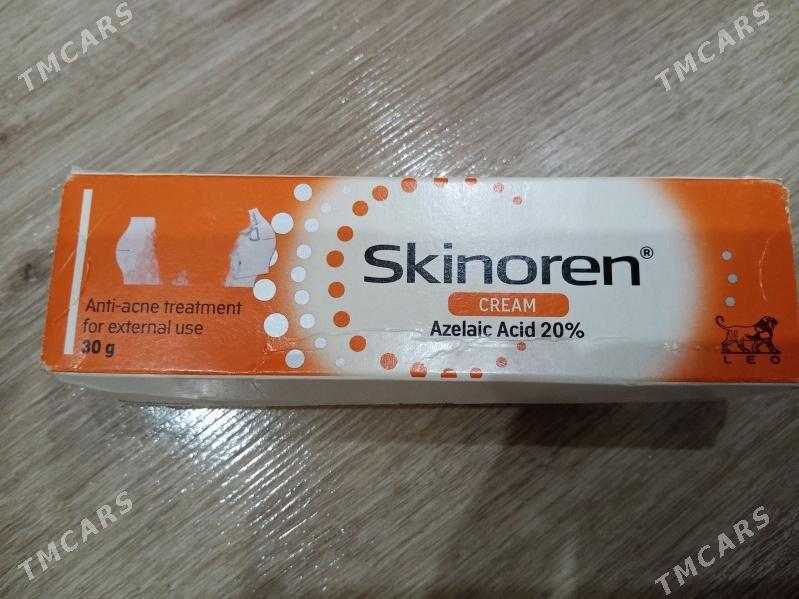 TMCARS
TMCARS
Skinoren®
CREAM
Azelaic Acid 20%
Anti-acne treatment
for external use
30 g
LEO
TMCARS
TMCARS